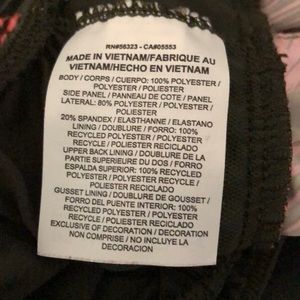 RN#56323 - CA#05553
MADE IN VIETNAM/FABRIQUE AU
VIETNAM/HECHO EN VIETNAM
BODY / CORPS / CUERPO: 100% POLYESTER /
POLYESTER / POLIESTER
SIDE PANEL / PANNEAU DE COTE / PANEL
LATERAL: 80% POLYESTER / POLYESTER /
POLIESTER
20% SPANDEX / ELASTHANNE / ELASTANO
LINING / DOUBLURE / FORRO: 100%
RECYCLED POLYESTER / POLYESTER
RECYCLE / POLIESTER RECICLADO
UPPER BACK LINING / DOUBLURE DE LA
PARTIE SUPERIEURE DU DOS / FORRO DE
ESPALDA SUPERIOR: 100% RECYCLED
POLYESTER / POLYESTER RECYCLE /
POLIESTER RECICLADO
GUSSET LINING / DOUBLURE DE GOUSSET /
FORRO DEL PUENTE INTERIOR: 100%
RECYCLED POLYESTER / POLYESTER
RECYCLE / POLIESTER RECICLADO
EXCLUSIVE OF DECORATION / DECORATION
NON COMPRISE / NO INCLUYE LA
DECORACION